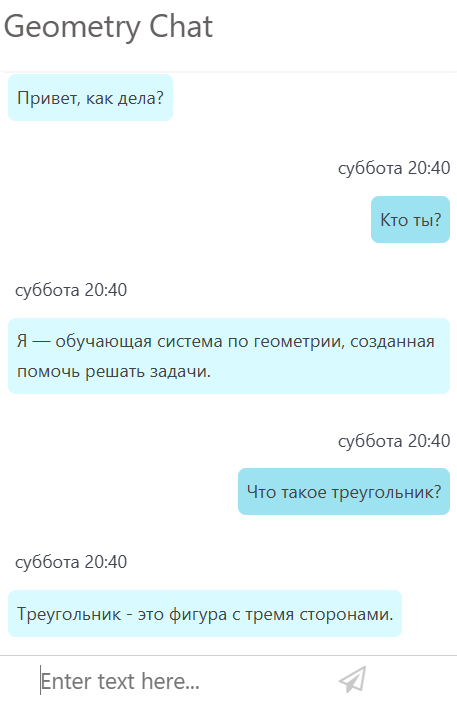 Geometry Chat
Привет, как дела?
суббота 20:40
Кто ты?
суббота 20:40
Я — обучающая система по геометрии, созданная
помочь решать задачи.
суббота 20:40
Что такое треугольник?
суббота 20:40
Треугольник - это фигура с тремя сторонами.
Enter text here...